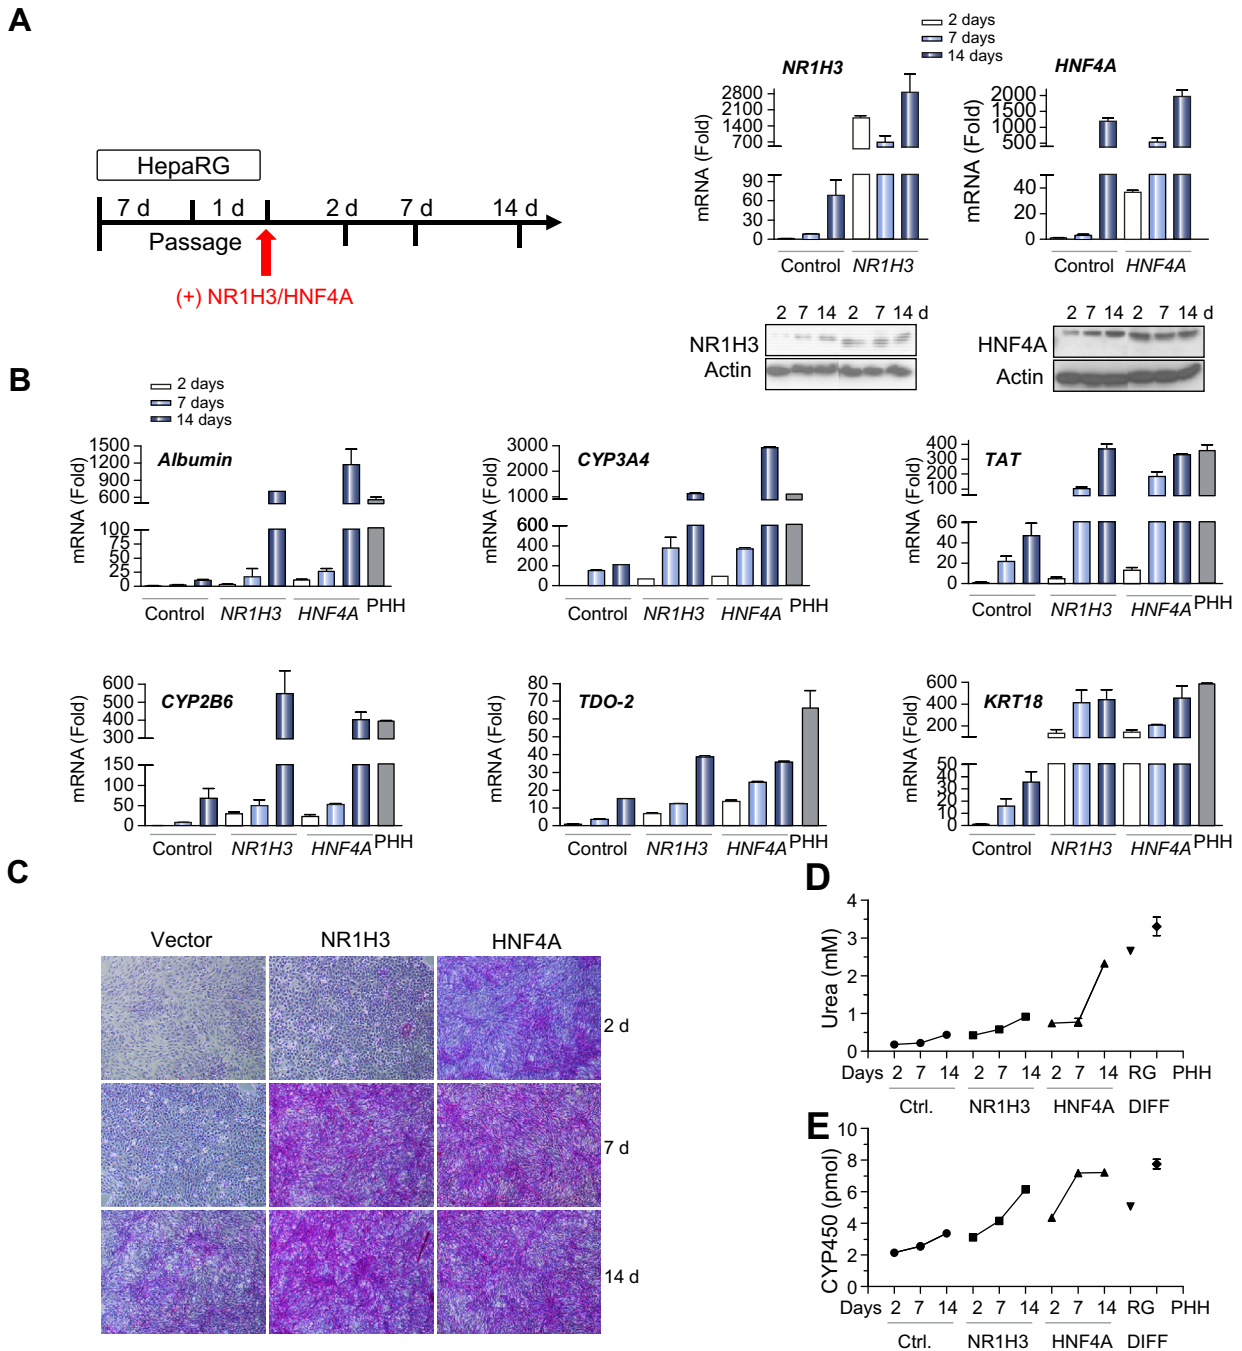 A
HepaRG
7 d 1 d 2 d 7 d 14 d
Passage
(+) NR1H3/HNF4A
2 days
7 days
14 days
NR1H3
mRNA (Fold)
2800
2100
1400
700
90
60
30
0
Control NR1H3
HNF4A
mRNA (Fold)
2000
1500
1000
500
40
20
0
Control HNF4A
2 7 14 2 7 14 d
NR1H3
Actin
2 7 14 2 7 14 d
HNF4A
Actin
B
2 days
7 days
14 days
Albumin
mRNA (Fold)
1500
1200
900
600
100
75
50
25
0
Control NR1H3 HNF4A PHH
CYP3A4
mRNA (Fold)
3000
2000
1000
600
400
200
0
Control NR1H3 HNF4A PHH
TAT
mRNA (Fold)
400
300
200
100
60
40
20
0
Control NR1H3 HNF4A PHH
CYP2B6
mRNA (Fold)
600
500
400
300
150
100
50
0
Control NR1H3 HNF4A PHH
TDO-2
mRNA (Fold)
80
70
60
50
40
30
20
10
0
Control NR1H3 HNF4A PHH
KRT18
mRNA (Fold)
600
400
200
50
40
30
20
10
0
Control NR1H3 HNF4A PHH
C
Vector NR1H3 HNF4A
2 d
7 d
14 d
D
Urea (mM)
4
3
2
1
0
Days 2 7 14 2 7 14 2 7 14 RG PHH
Ctrl. NR1H3 HNF4A DIFF
E
CYP450 (pmol)
10
8
6
4
2
0
Days 2 7 14 2 7 14 2 7 14 RG PHH
Ctrl. NR1H3 HNF4A DIFF